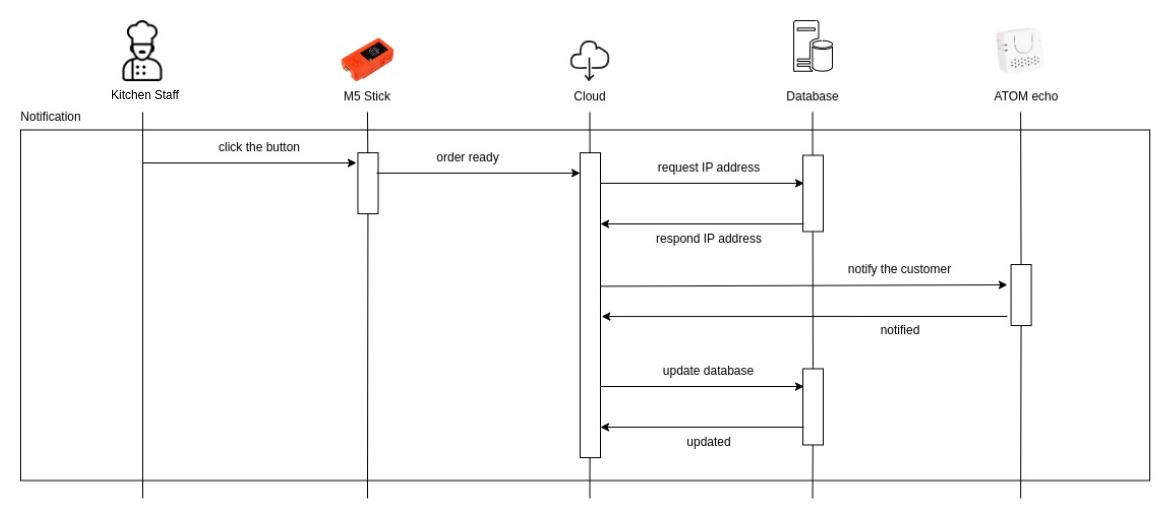 Kitchen Staff
M5 Stick
Cloud
Database
ATOM echo
Notification
click the button
order ready
request IP address
respond IP address
notify the customer
notified
update database
updated